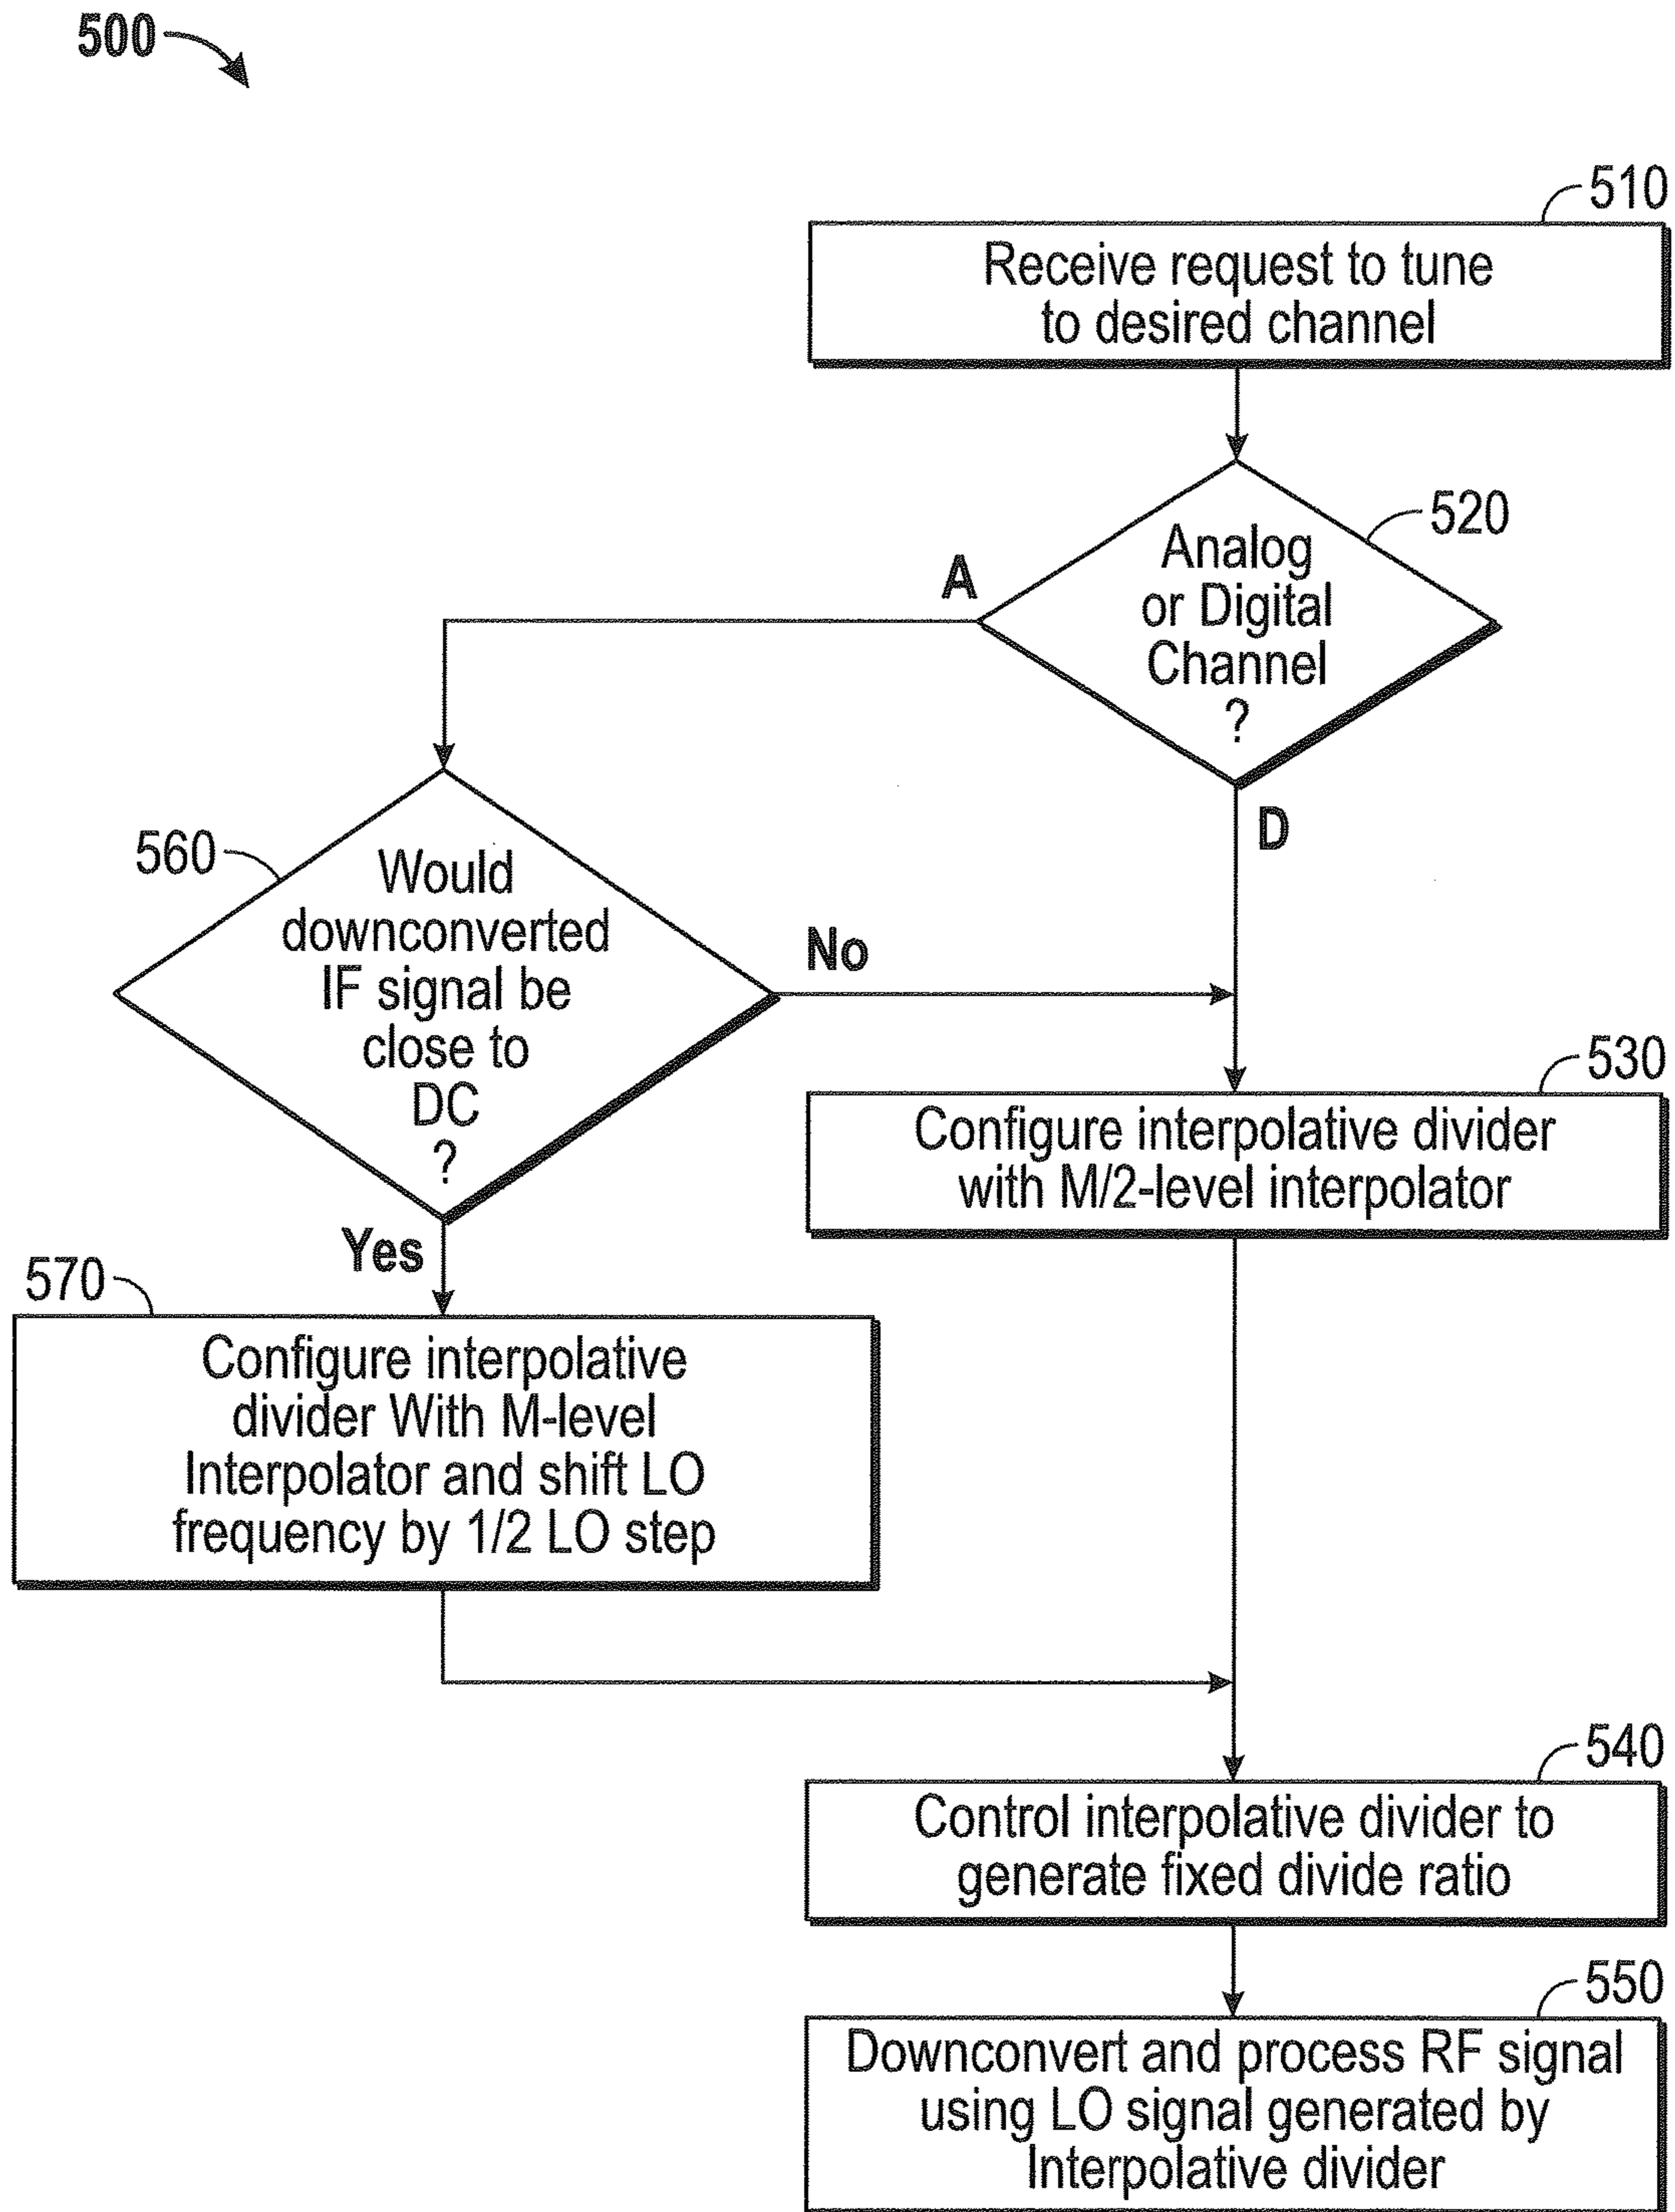 500
510
Receive request to tune
to desired channel
520
Analog
or Digital
Channel
?
A
D
560
Would
downconverted
IF signal be
close to
DC
?
No
Yes
530
Configure interpolative divider
with M/2-level interpolator
570
Configure interpolative
divider With M-level
Interpolator and shift LO
frequency by 1/2 LO step
540
Control interpolative divider to
generate fixed divide ratio
550
Downconvert and process RF signal
using LO signal generated by
Interpolative divider